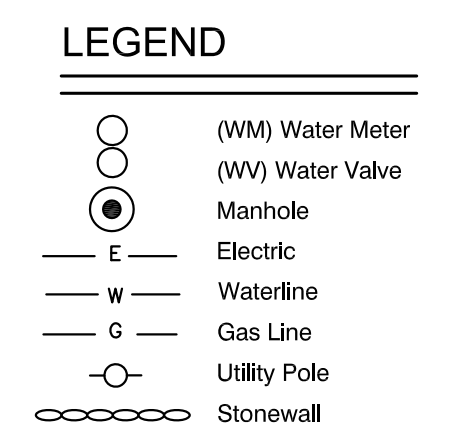 LEGEND
(WM) Water Meter
(WV) Water Valve
Manhole
E Electric
W Waterline
G Gas Line
Utility Pole
Stonewall